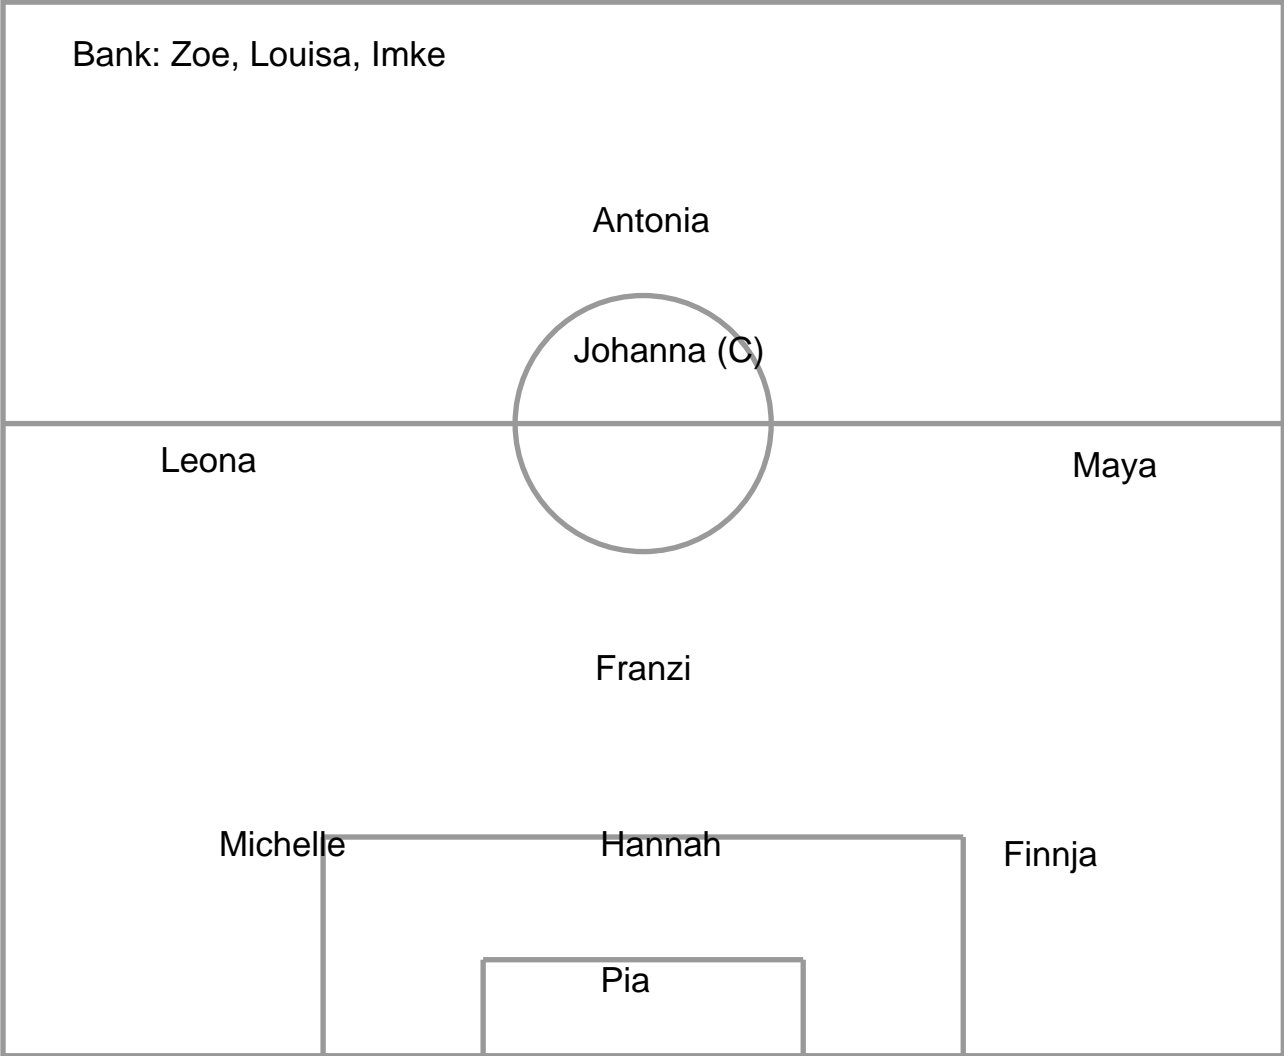 Bank: Zoe, Louisa, Imke
Antonia
Johanna (C)
Leona
Maya
Franzi
Michelle
Hannah
Finnja
Pia